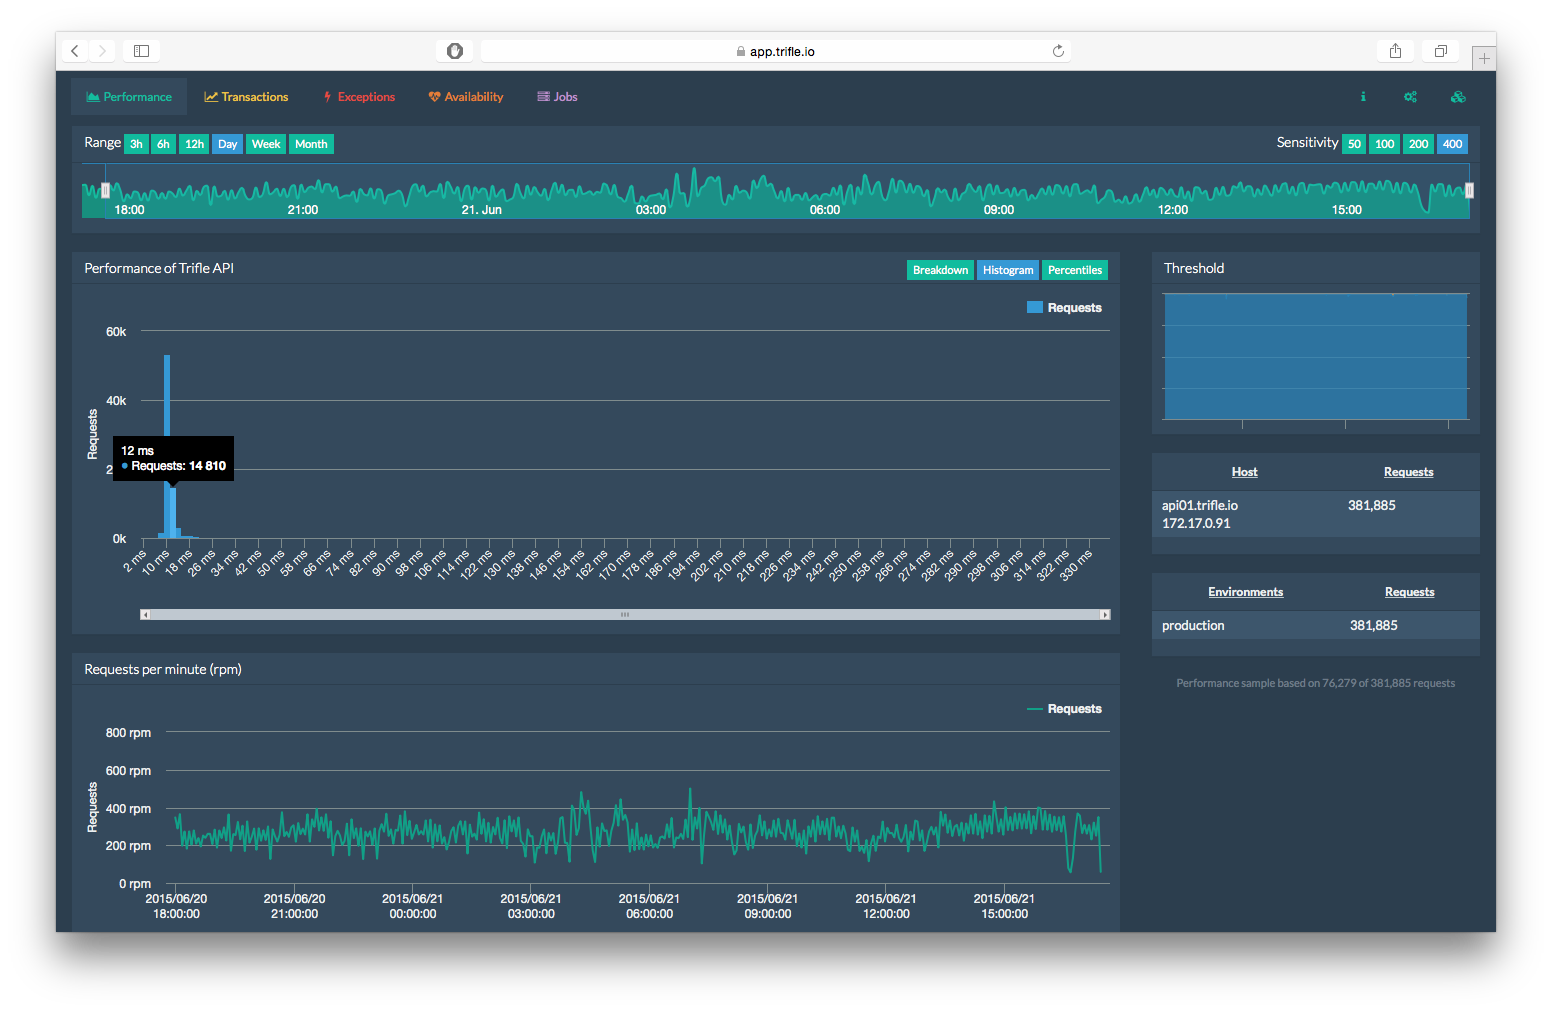 app.trifle.io
Performance Transactions Exceptions Availability Jobs
Range 3h 6h 12h Day Week Month
Sensitivity 50 100 200 400
18:00 21:00 21. Jun 03:00 06:00 09:00 12:00 15:00
Performance of Trifle API
Breakdown Histogram Percentiles
Requests
60k
40k
2
0k
Requests
12 ms
Requests: 14 810
2 ms 10 ms 18 ms 26 ms 34 ms 42 ms 50 ms 58 ms 66 ms 74 ms 82 ms 90 ms 98 ms 106 ms 114 ms 122 ms 130 ms 138 ms 146 ms 154 ms 162 ms 170 ms 178 ms 186 ms 194 ms 202 ms 210 ms 218 ms 226 ms 234 ms 242 ms 250 ms 258 ms 266 ms 274 ms 282 ms 290 ms 298 ms 306 ms 314 ms 322 ms 330 ms
Threshold
Host Requests
api01.trifle.io 381,885
172.17.0.91
Environments Requests
production 381,885
Performance sample based on 76,279 of 381,885 requests
Requests per minute (rpm)
Requests
800 rpm
600 rpm
400 rpm
200 rpm
0 rpm
Requests
2015/06/20 2015/06/20 2015/06/21 2015/06/21 2015/06/21 2015/06/21 2015/06/21 2015/06/21
18:00:00 21:00:00 00:00:00 03:00:00 06:00:00 09:00:00 12:00:00 15:00:00